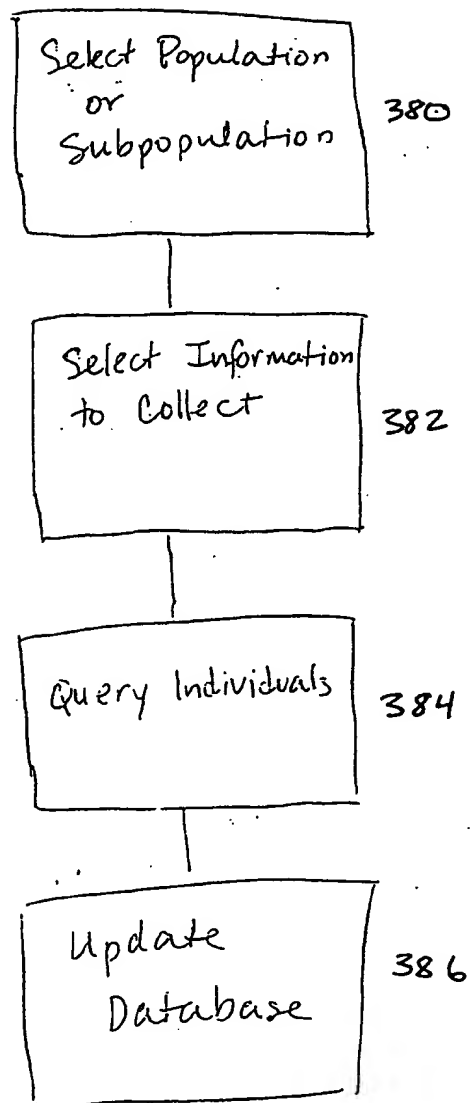 Select Population
or
Subpopulation
380
Select Information
to Collect
382
Query Individuals
384
Update
Database
386